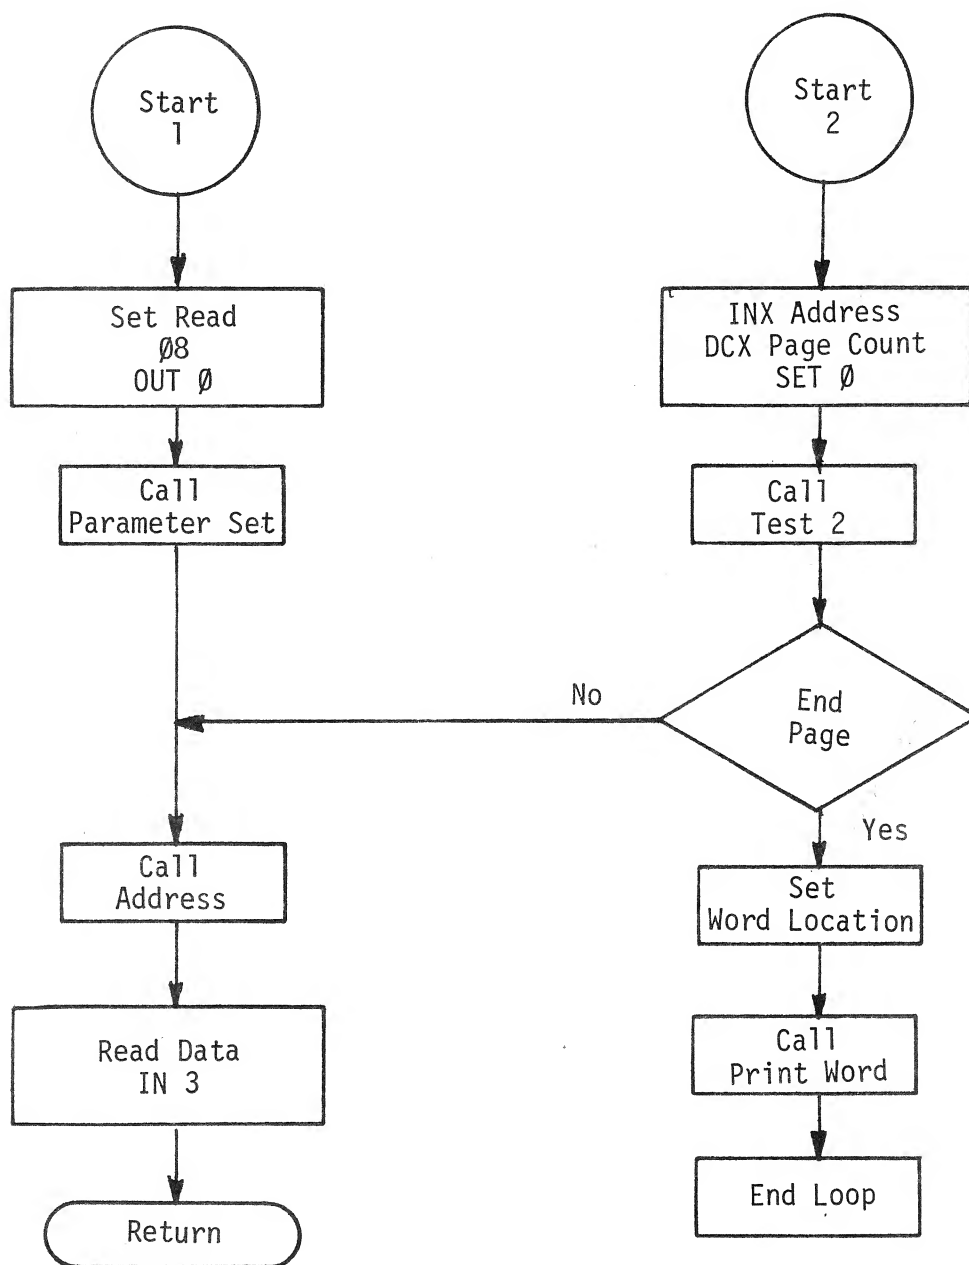 Start
1
Set Read
Ø8
OUT Ø
Call
Parameter Set
Call
Address
Read Data
IN 3
Return
Start
2
INX Address
DCX Page Count
SET Ø
Call
Test 2
End
Page
No
Yes
Set
Word Location
Call
Print Word
End Loop